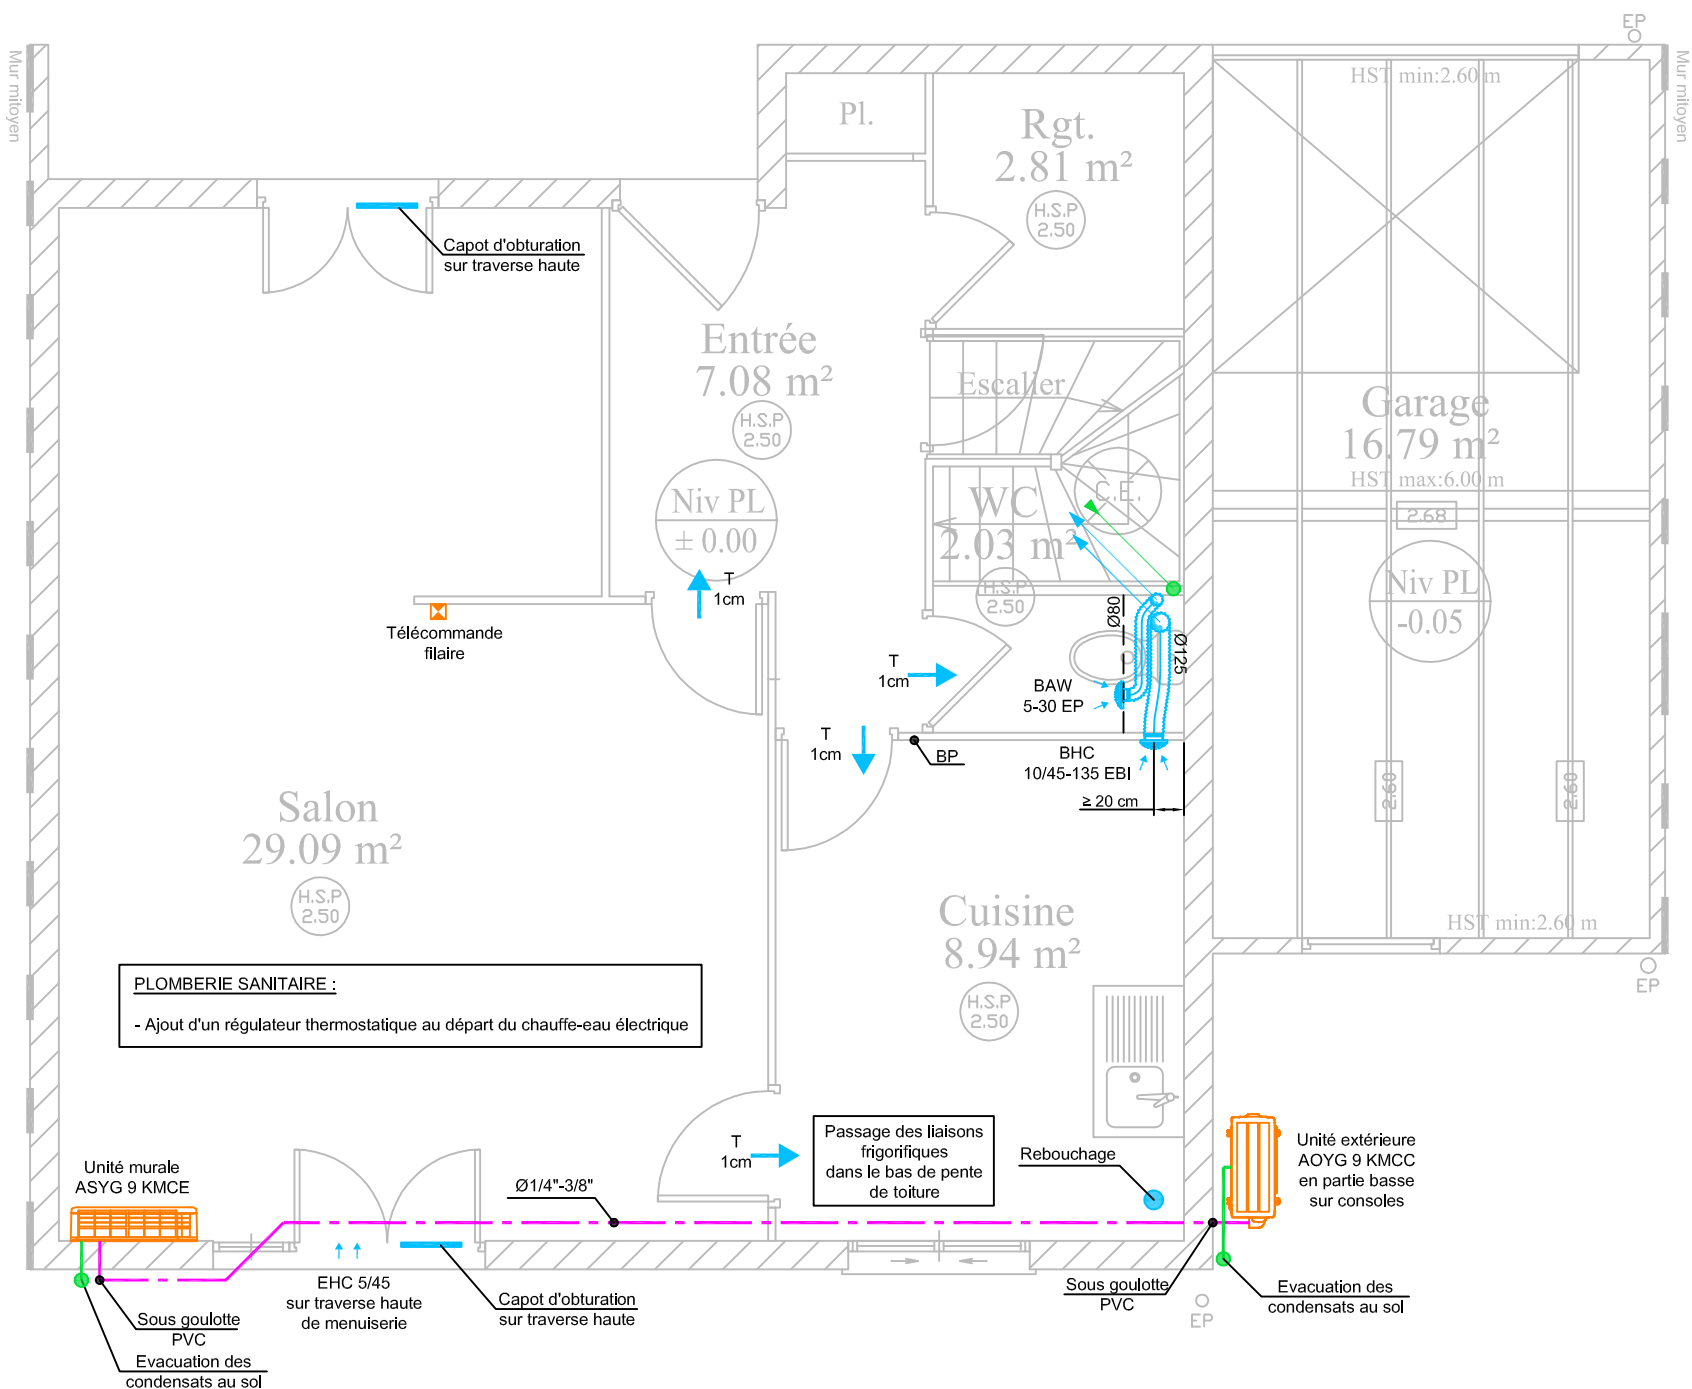 EP
Mur mitoyen
Mur mitoyen
HST min:2.60 m
Pl.
Rgt.
2.81 m²
H.S.P
2.50
Capot d'obturation
sur traverse haute
Entrée
7.08 m²
H.S.P
2.50
Escalier
Garage
16.79 m²
HST max:6.00 m
2.68
Niv PL
± 0.00
WC
2.03 m²
C.E.
H.S.P
2.50
Niv PL
-0.05
T
1cm
Télécommande
filaire
Ø80
Ø125
T
1cm
BAW
5-30 EP
T
1cm
BP
BHC
10/45-135 EBI
≥ 20 cm
2.60
2.60
Salon
29.09 m²
H.S.P
2.50
Cuisine
8.94 m²
H.S.P
2.50
HST min:2.60 m
EP
PLOMBERIE SANITAIRE :
- Ajout d'un régulateur thermostatique au départ du chauffe-eau électrique
T
1cm
Passage des liaisons
frigorifiques
dans le bas de pente
de toiture
Rebouchage
Unité extérieure
AOYG 9 KMCC
en partie basse
sur consoles
Unité murale
ASYG 9 KMCE
Ø1/4"-3/8"
EHC 5/45
sur traverse haute
de menuiserie
Capot d'obturation
sur traverse haute
Sous goulotte
PVC
Evacuation des
condensats au sol
EP
Sous goulotte
PVC
Evacuation des
condensats au sol